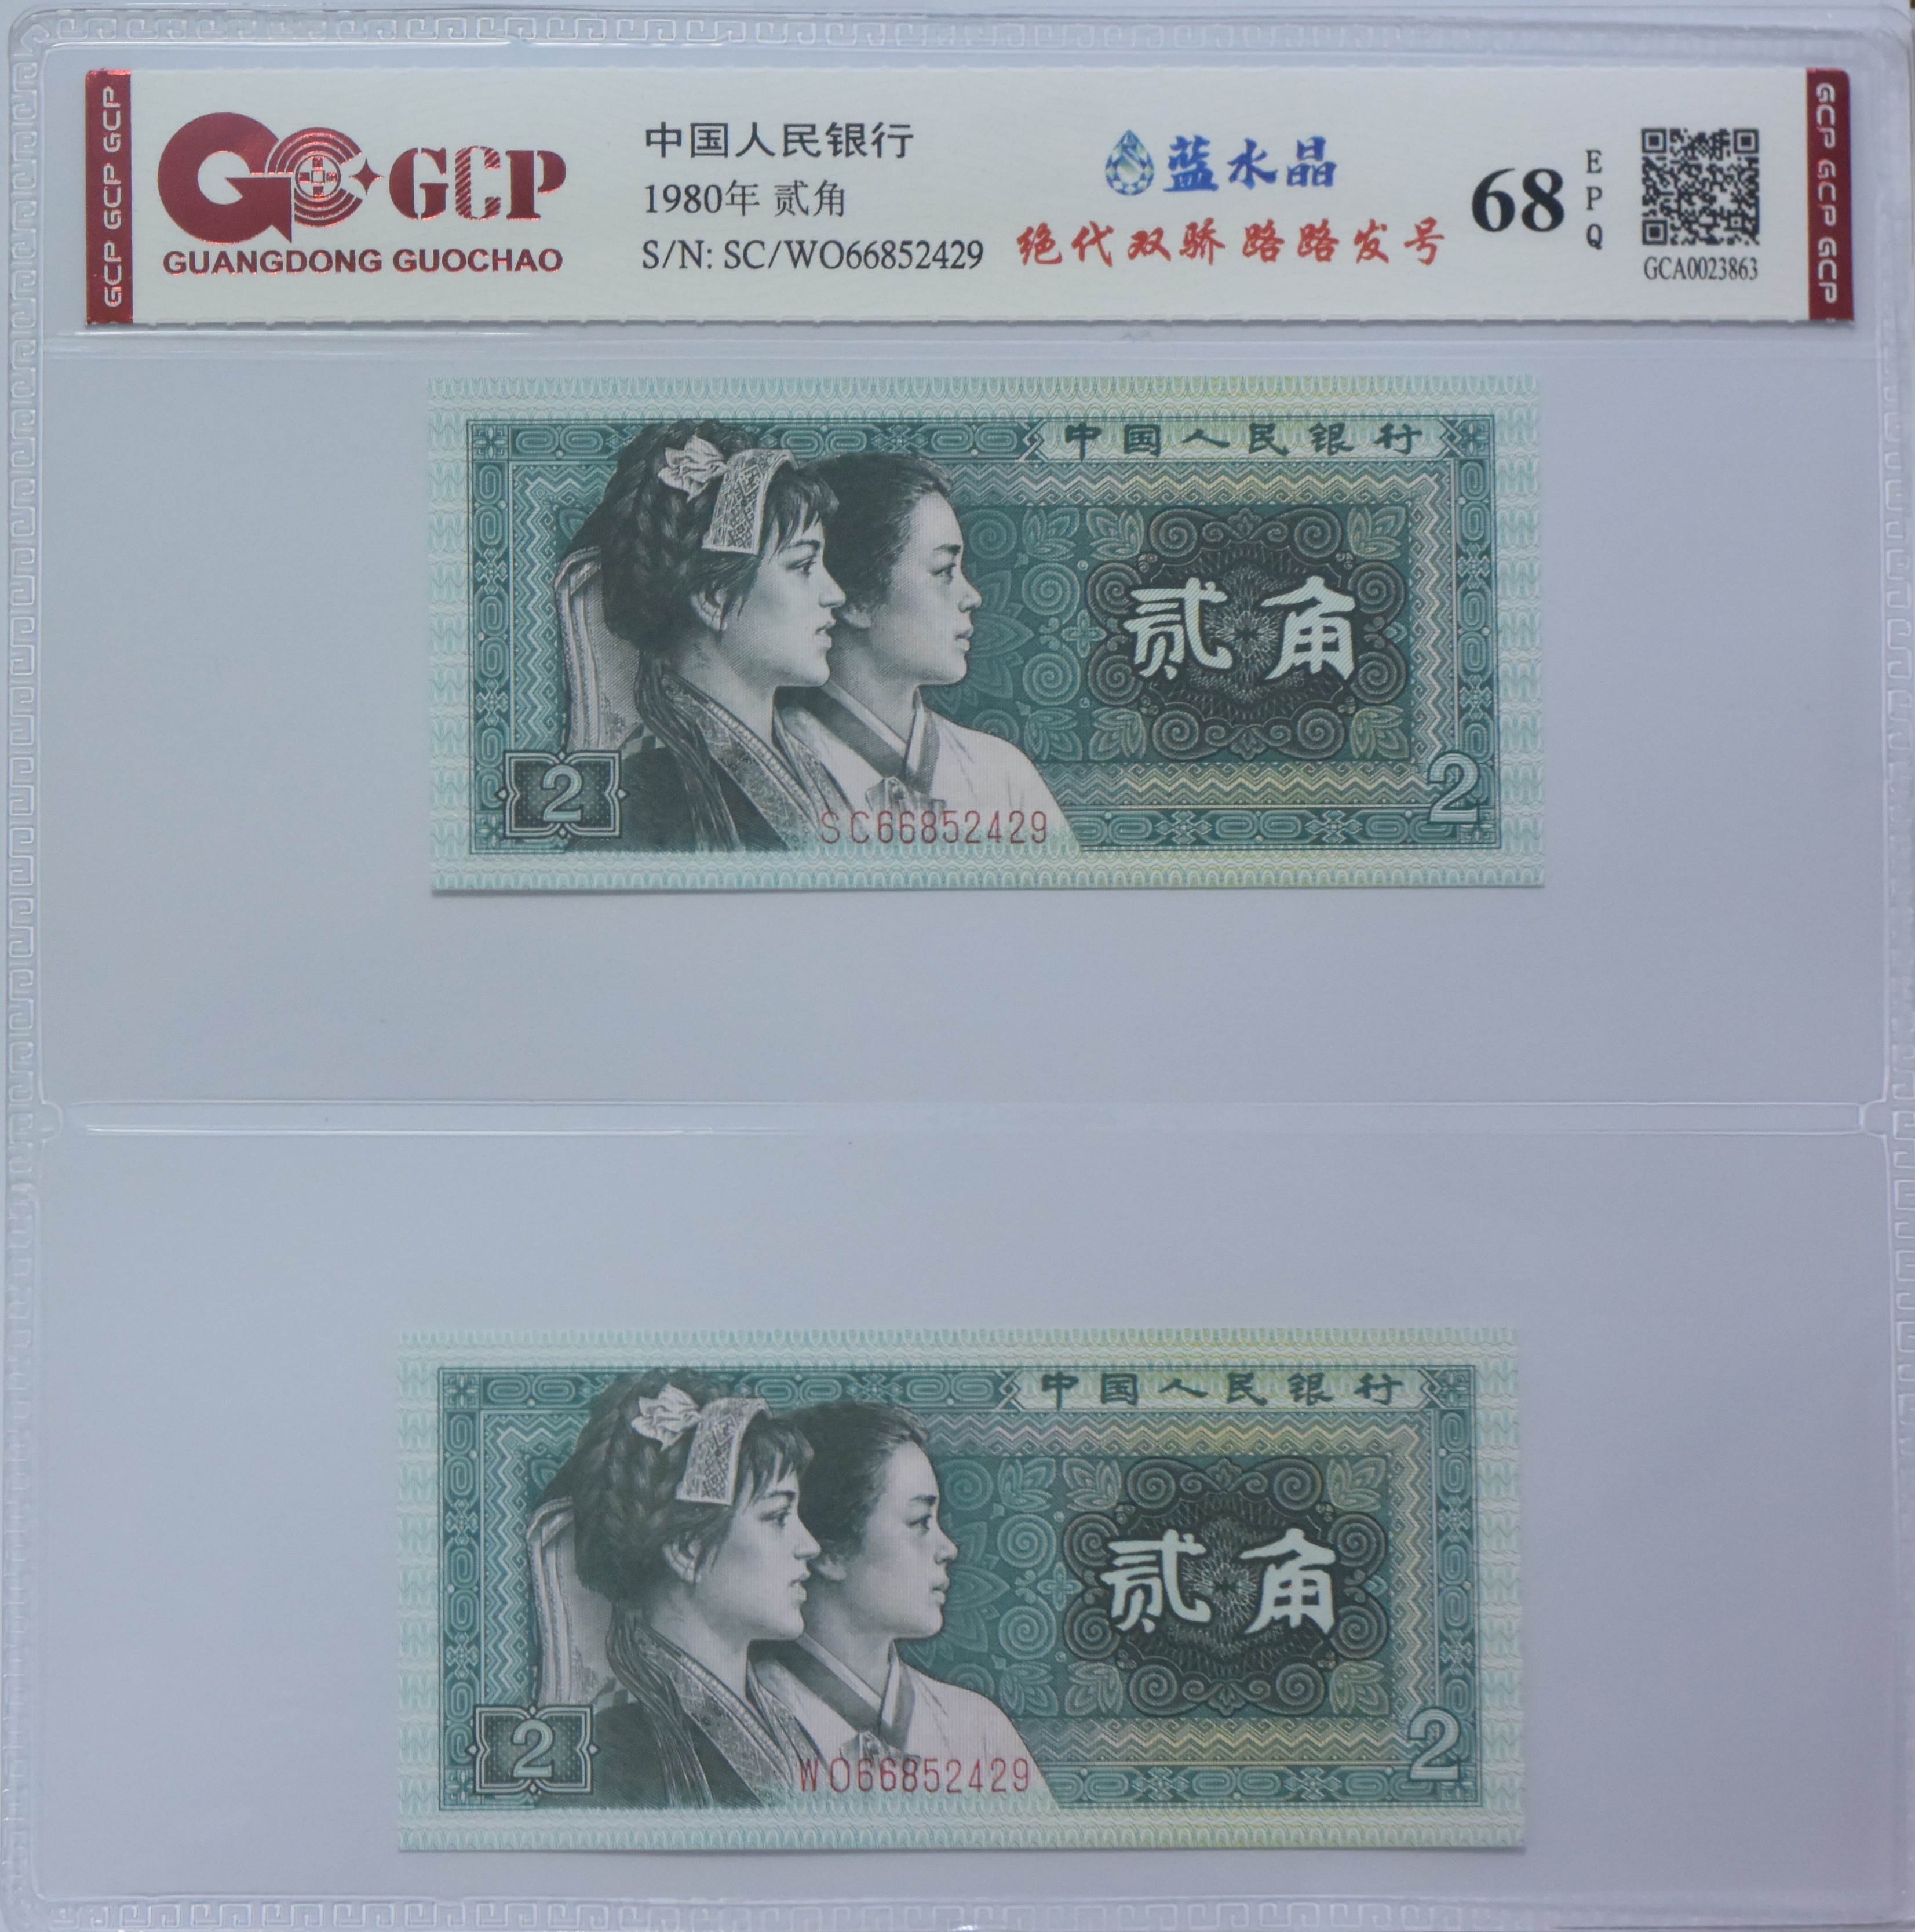 GCP GCP GCP
GCP
GUANGDONG GUOCHAO
中国人民银行
1980年 贰角
S/N: SC/WO66852429
蓝水晶
绝代双骄 路路发号
68
EPQ
GCA0023863
GCP GCP GCP GCP
中国人民银行
贰角
2
2
SC66852429
中国人民银行
贰角
2
2
WO66852429